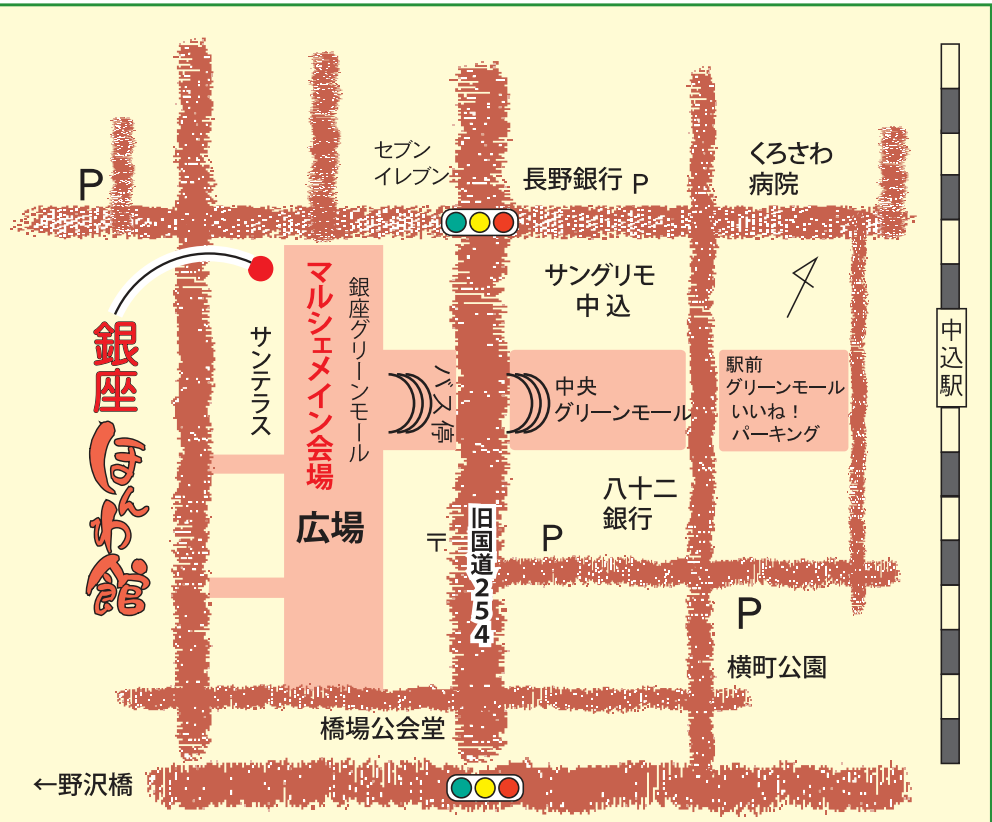 セブン
イレブン
長野銀行 P
くろさわ
病院
P
サングリモ
中込
銀座
ほんわ館
サンテラス
マルシェメイン会場
銀座グリーンモール
広場
バス停
中央
グリーンモール
駅前
グリーンモール
いいね！
パーキング
中込駅
八十二
銀行
〒
旧国道254
P
P
横町公園
橋場公会堂
←野沢橋